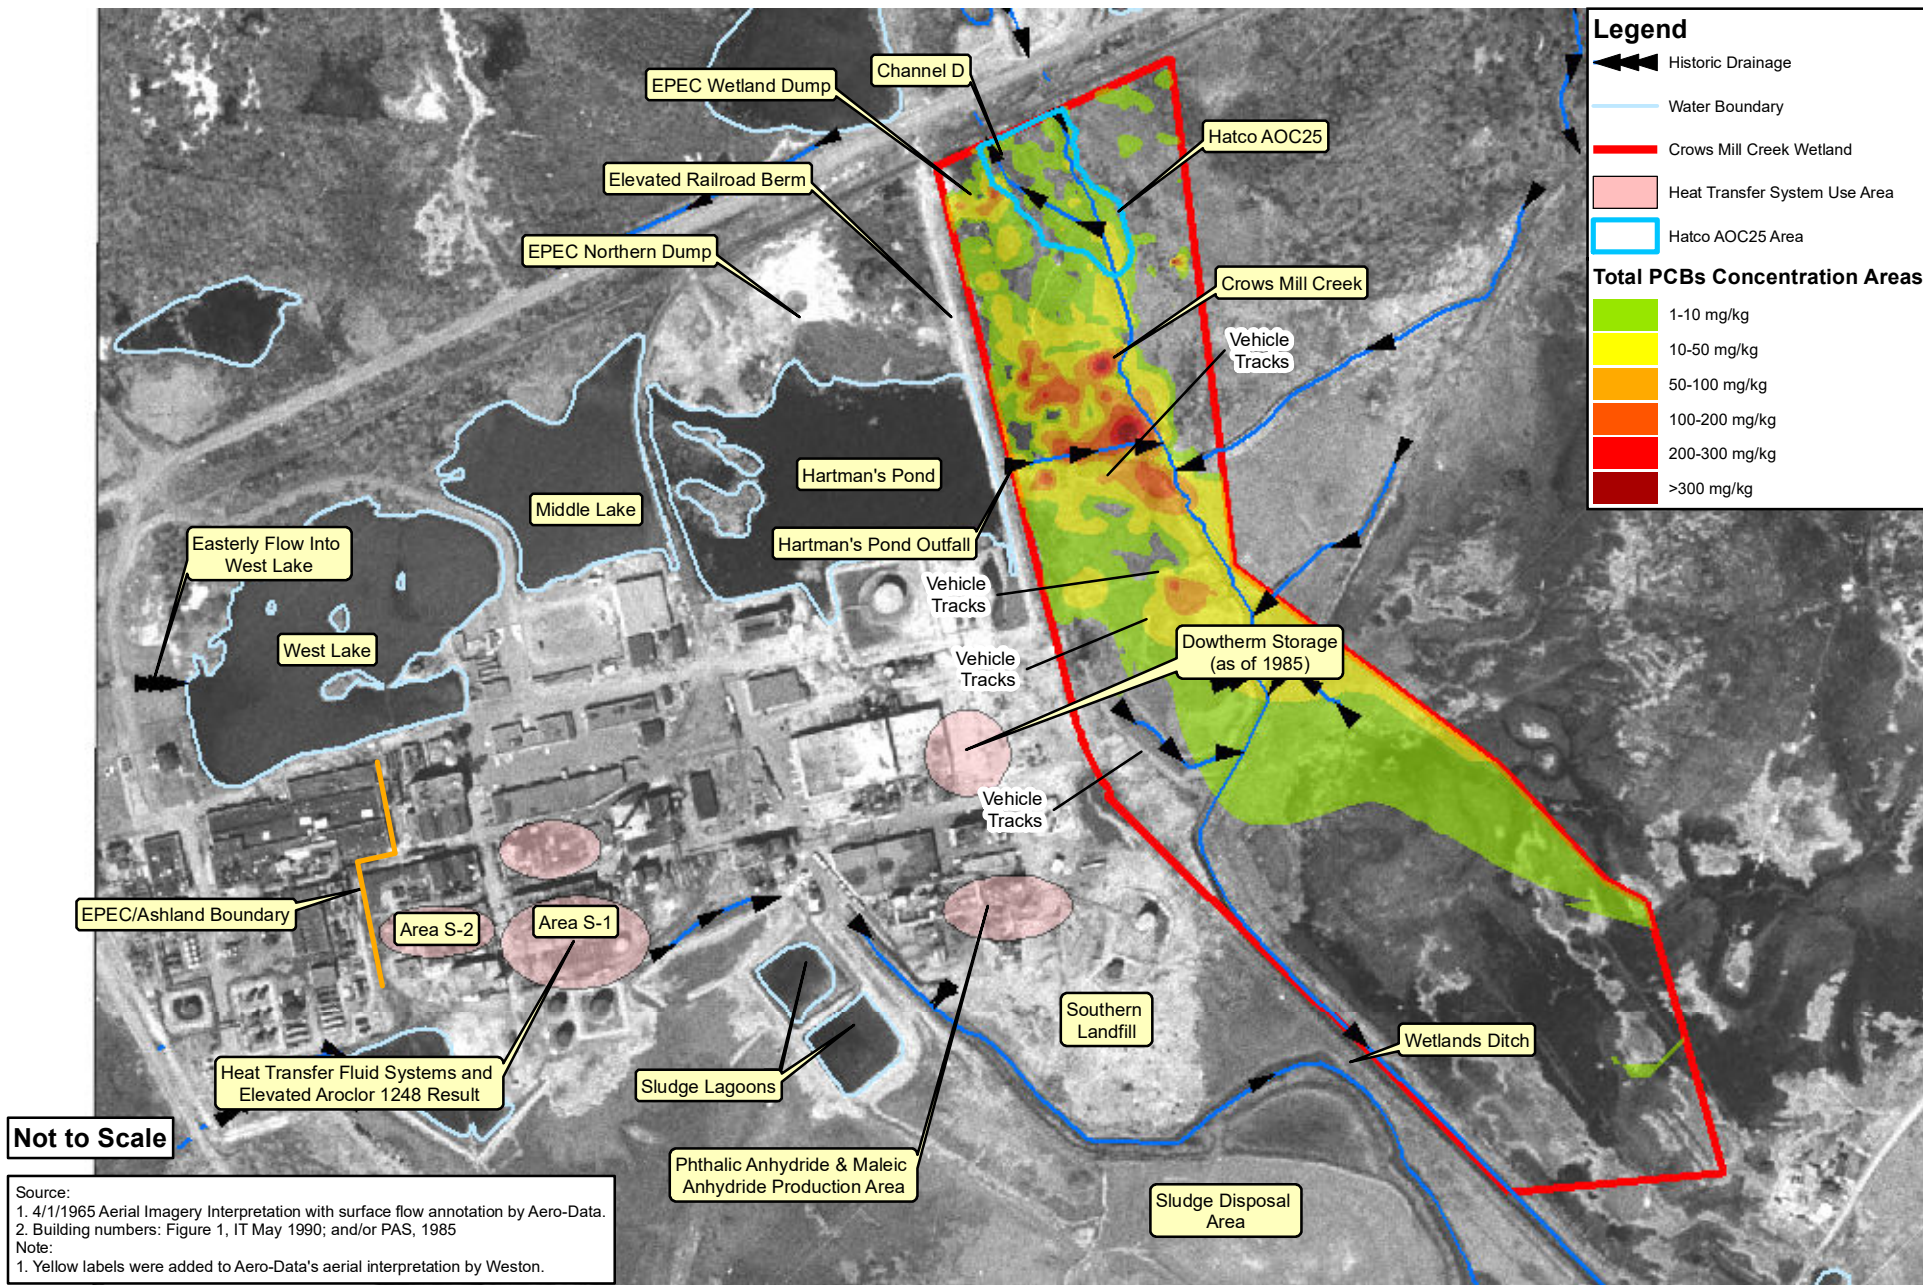 Channel D
EPEC Wetland Dump
Hatco AOC25
Elevated Railroad Berm
EPEC Northern Dump
Crows Mill Creek
Vehicle
Tracks
Hartman's Pond
Middle Lake
Hartman's Pond Outfall
Easterly Flow Into
West Lake
Vehicle
Tracks
West Lake
Dowtherm Storage
(as of 1985)
Vehicle
Tracks
Vehicle
Tracks
EPEC/Ashland Boundary
Area S-2
Area S-1
Southern
Landfill
Wetlands Ditch
Heat Transfer Fluid Systems and
Elevated Aroclor 1248 Result
Sludge Lagoons
Phthalic Anhydride & Maleic
Anhydride Production Area
Sludge Disposal
Area
Legend
Historic Drainage
Water Boundary
Crows Mill Creek Wetland
Heat Transfer System Use Area
Hatco AOC25 Area
Total PCBs Concentration Areas
1-10 mg/kg
10-50 mg/kg
50-100 mg/kg
100-200 mg/kg
200-300 mg/kg
>300 mg/kg
Not to Scale
Source:
1. 4/1/1965 Aerial Imagery Interpretation with surface flow annotation by Aero-Data.
2. Building numbers: Figure 1, IT May 1990; and/or PAS, 1985
Note:
1. Yellow labels were added to Aero-Data's aerial interpretation by Weston.